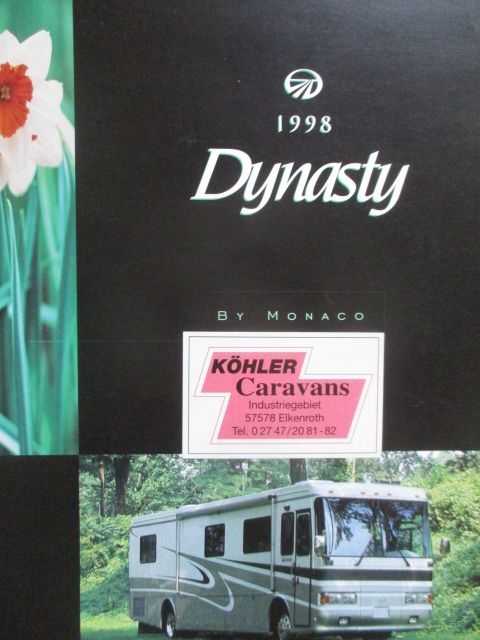 1998
Dynasty
BY MONACO
KÖHLER
Caravans
Industriegebiet
57578 Elkenroth
Tel. 0 27 47/20 81-82